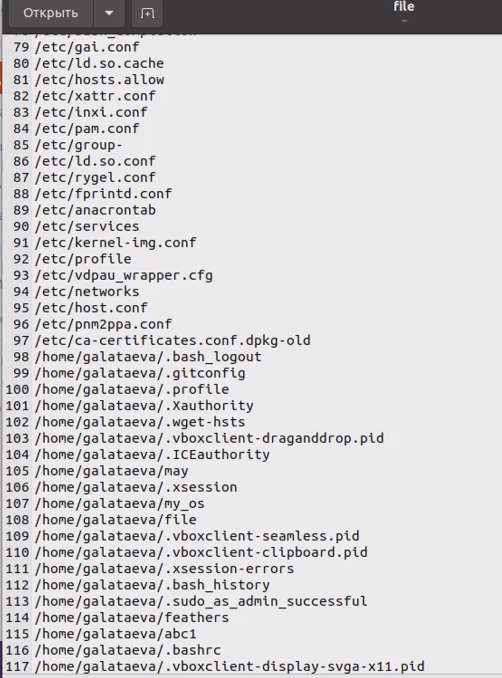 Открыть
file
~
79 /etc/gai.conf
80 /etc/ld.so.cache
81 /etc/hosts.allow
82 /etc/xattr.conf
83 /etc/inxi.conf
84 /etc/pam.conf
85 /etc/group-
86 /etc/ld.so.conf
87 /etc/rygel.conf
88 /etc/fprintd.conf
89 /etc/anacrontab
90 /etc/services
91 /etc/kernel-img.conf
92 /etc/profile
93 /etc/vdpau_wrapper.cfg
94 /etc/networks
95 /etc/host.conf
96 /etc/pnm2ppa.conf
97 /etc/ca-certificates.conf.dpkg-old
98 /home/galataeva/.bash_logout
99 /home/galataeva/.gitconfig
100 /home/galataeva/.profile
101 /home/galataeva/.Xauthority
102 /home/galataeva/.wget-hsts
103 /home/galataeva/.vboxclient-draganddrop.pid
104 /home/galataeva/.ICEauthority
105 /home/galataeva/may
106 /home/galataeva/.xsession
107 /home/galataeva/my_os
108 /home/galataeva/file
109 /home/galataeva/.vboxclient-seamless.pid
110 /home/galataeva/.vboxclient-clipboard.pid
111 /home/galataeva/.xsession-errors
112 /home/galataeva/.bash_history
113 /home/galataeva/.sudo_as_admin_successful
114 /home/galataeva/feathers
115 /home/galataeva/abc1
116 /home/galataeva/.bashrc
117 /home/galataeva/.vboxclient-display-svga-x11.pid